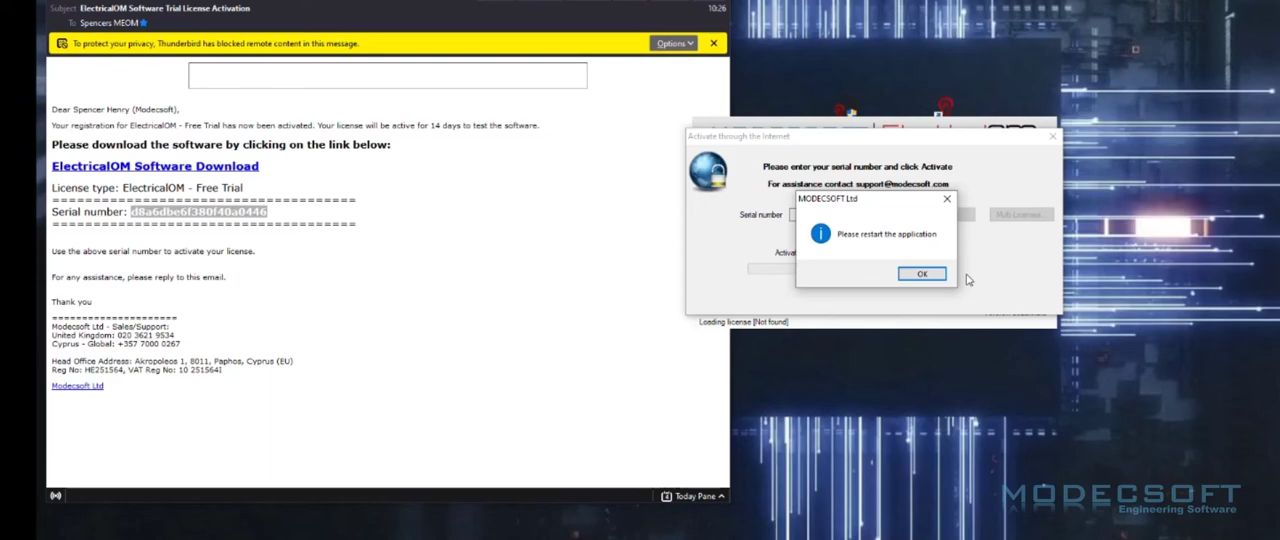 Subject ElectricalOM Software Trial License Activation 10:26
To Spencers MEOM
To protect your privacy, Thunderbird has blocked remote content in this message. Options
Dear Spencer Henry (Modecsoft),
Your registration for ElectricalOM - Free Trial has now been activated. Your license will be active for 14 days to test the software.
Please download the software by clicking on the link below:
ElectricalOM Software Download
License type: ElectricalOM - Free Trial
==================================
Serial number: d8a6dbe6f380f40a0446
==================================
Use the above serial number to activate your license.
For any assistance, please reply to this email.
Thank you
====================
Modecsoft Ltd - Sales/Support:
United Kingdom: 020 3621 9534
Cyprus - Global: +357 7000 0267
Head Office Address: Akropoleos 1, 8011, Paphos, Cyprus (EU)
Reg No: HE251564, VAT Reg No: 10 251564I
Modecsoft Ltd
Today Pane
Activate through the Internet
Please enter your serial number and click Activate
For assistance contact support@modecsoft.com
Serial number
Multi Licenses...
MODECSOFT Ltd
Please restart the application
OK
Loading license [Not found]
MODECSOFT
Engineering Software